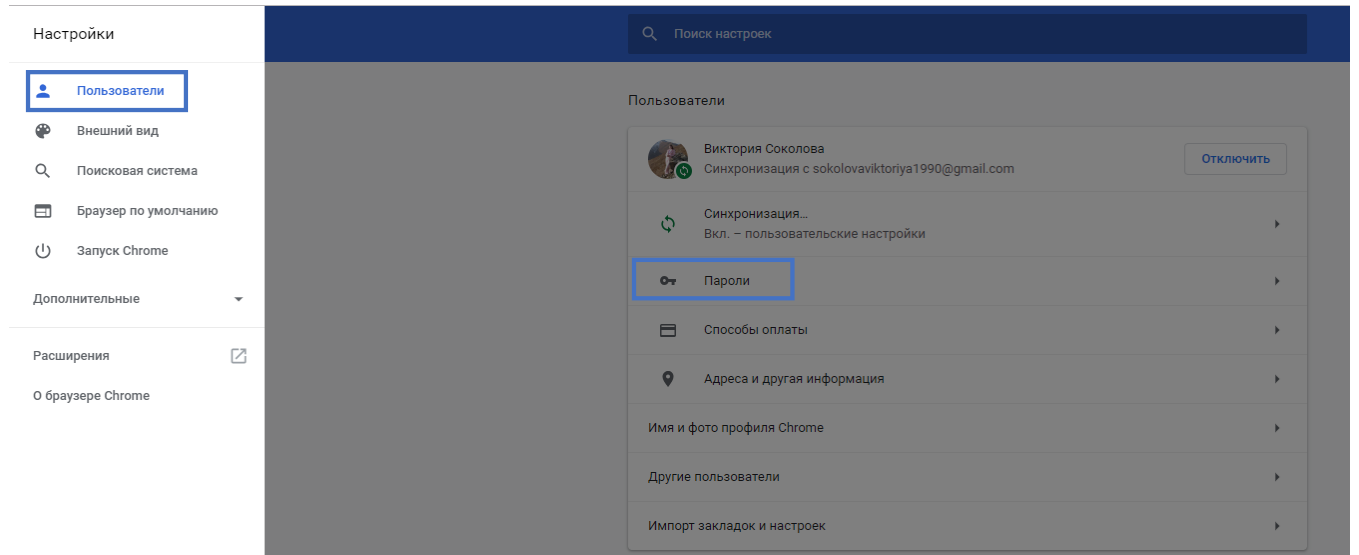 Настройки
Пользователи
Внешний вид
Поисковая система
Браузер по умолчанию
Запуск Chrome
Дополнительные
Расширения
О браузере Chrome
Поиск настроек
Пользователи
Виктория Соколова
Синхронизация с sokolovaviktoriya1990@gmail.com
Отключить
Синхронизация...
Вкл. – пользовательские настройки
Пароли
Способы оплаты
Адреса и другая информация
Имя и фото профиля Chrome
Другие пользователи
Импорт закладок и настроек